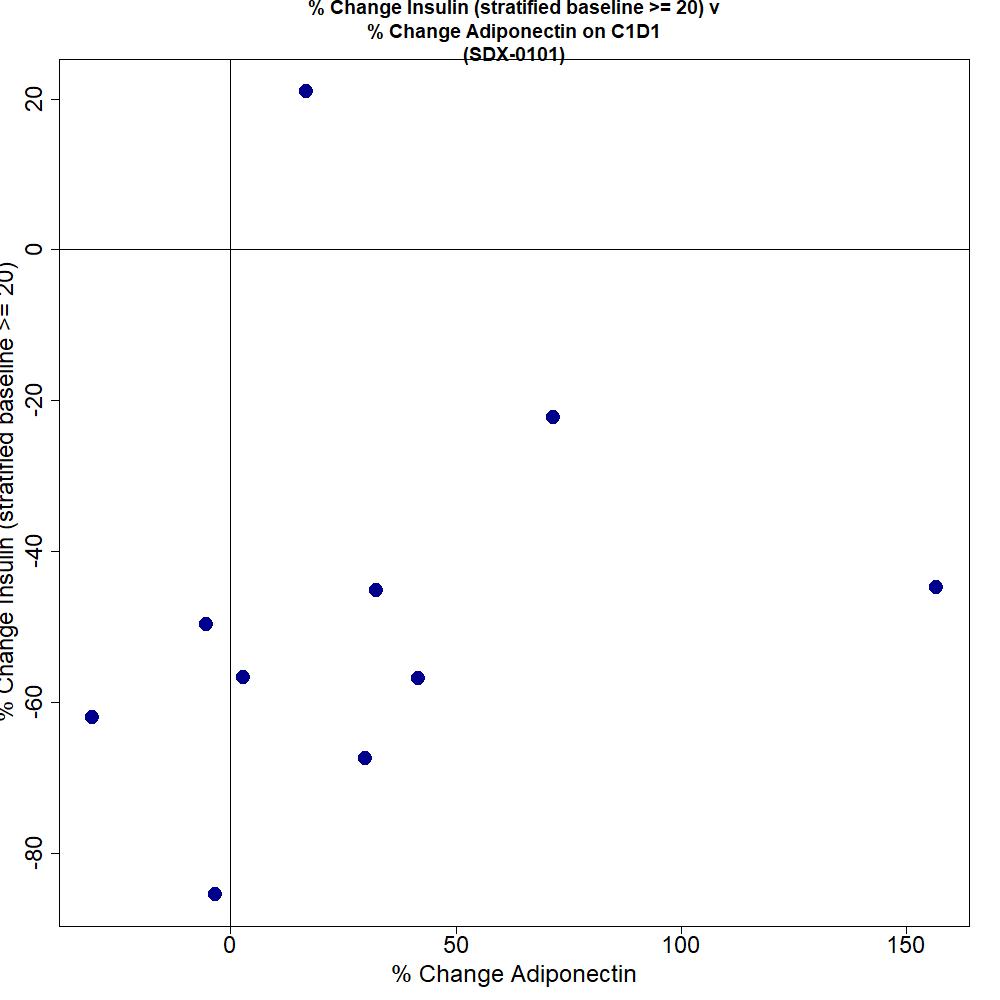 % Change Insulin (stratified baseline >= 20) v
% Change Adiponectin on C1D1
(SDX-0101)
20
0
-20
-40
-60
-80
% Change Insulin (stratified baseline >= 20)
0
50
100
150
% Change Adiponectin